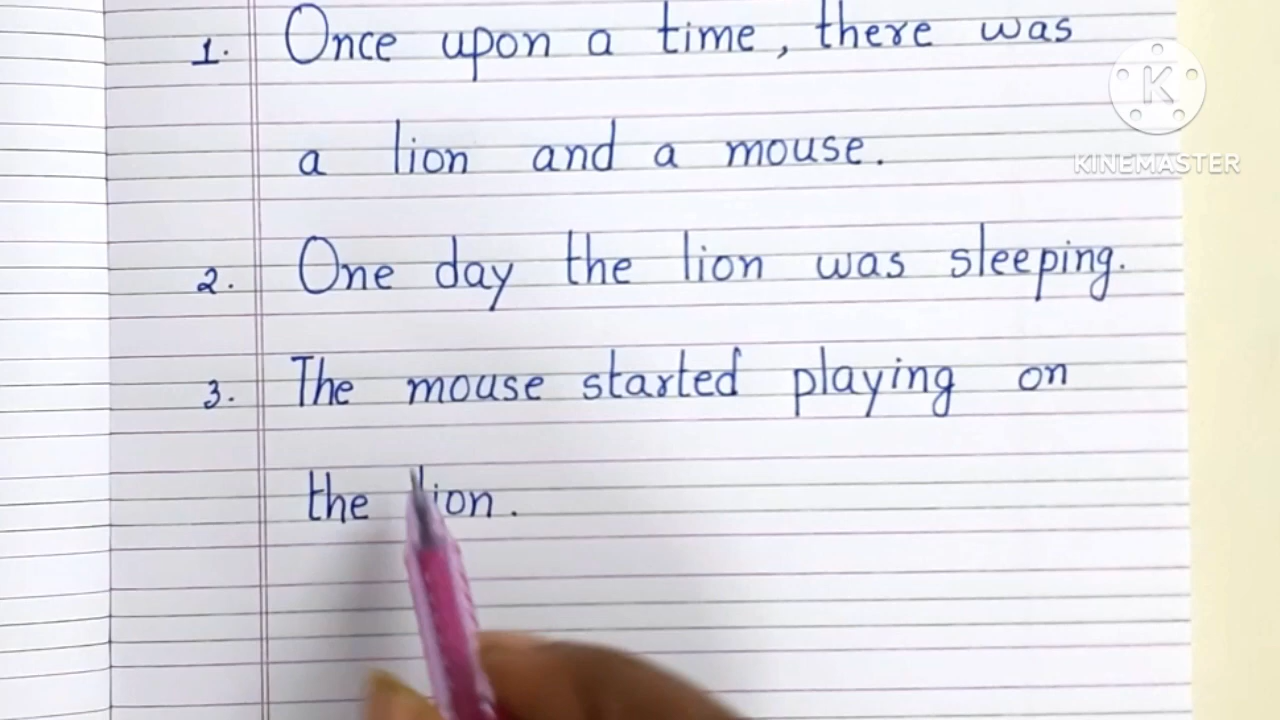 1. Once upon a time, there was
a lion and a mouse.
2. One day the lion was sleeping.
3. The mouse started playing on
the lion.
K
KINEMASTER